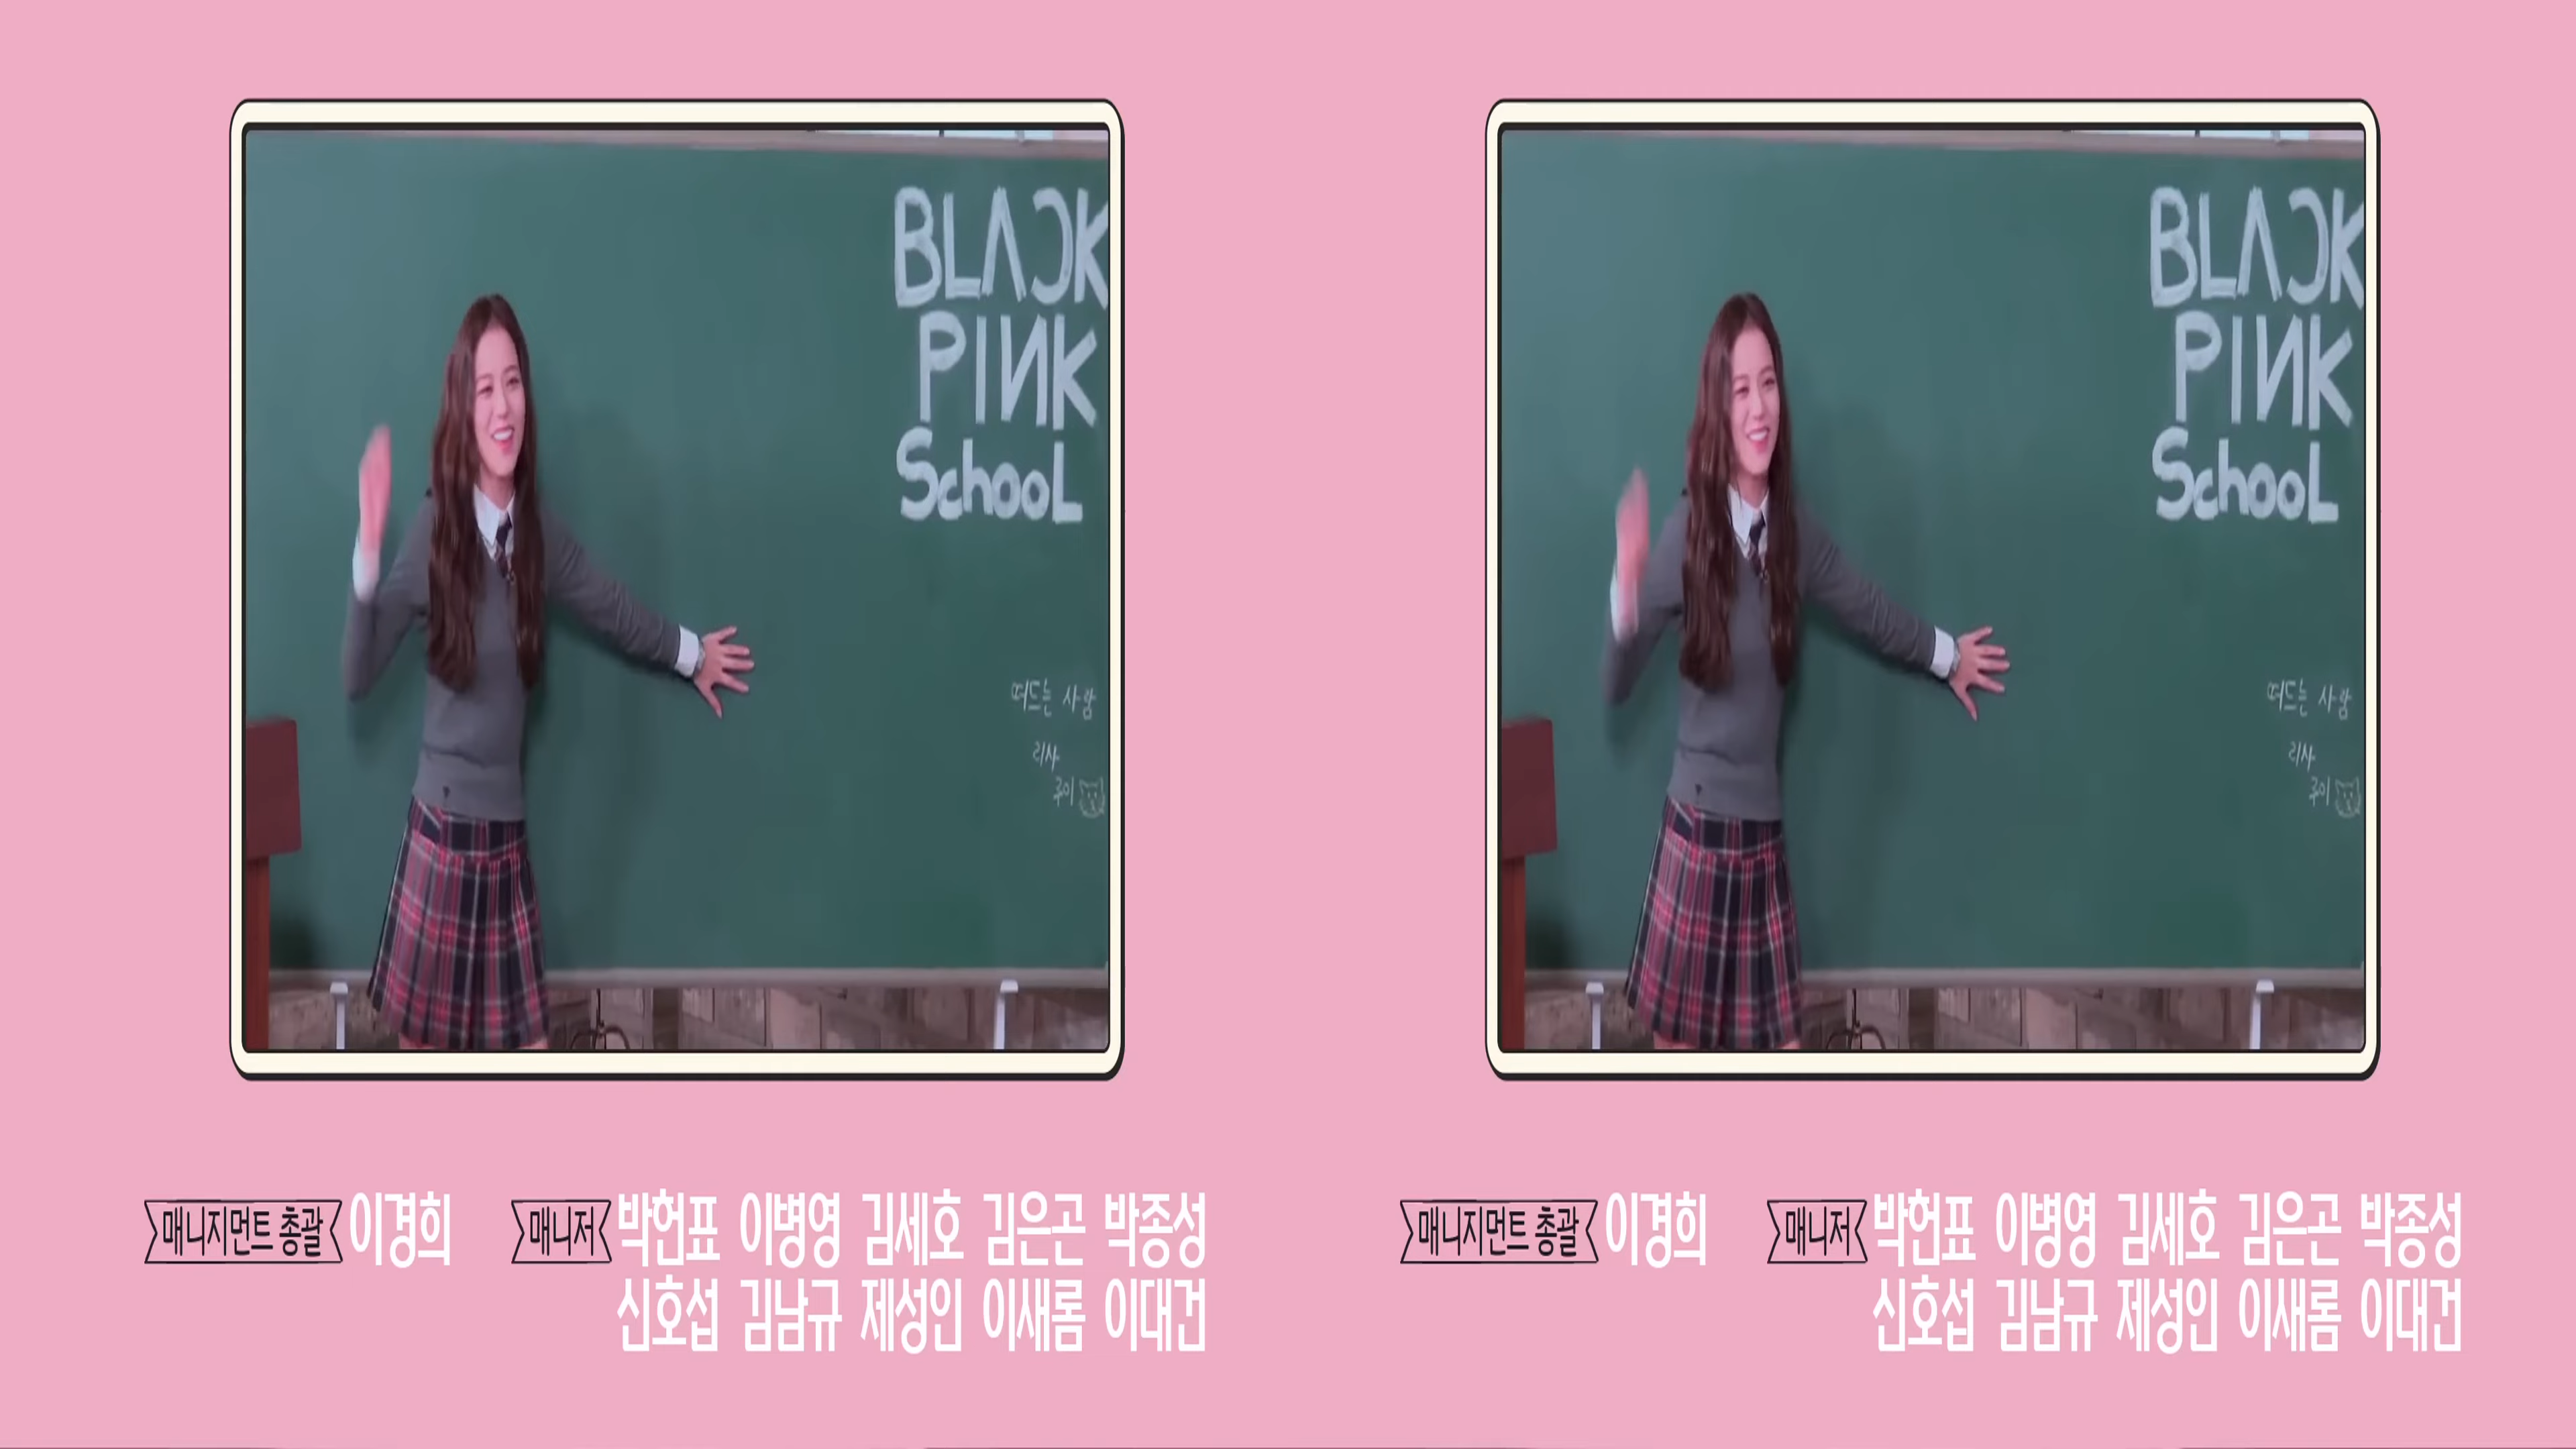 BLACK
PINK
SchooL
떠드는 사람
리사
루이
매니지먼트 총괄 이경희 매니저 박헌표 이병영 김세호 김은곤 박종성
신호섭 김남규 제성인 이새롬 이대건
BLACK
PINK
SchooL
떠드는 사람
리사
루이
매니지먼트 총괄 이경희 매니저 박헌표 이병영 김세호 김은곤 박종성
신호섭 김남규 제성인 이새롬 이대건